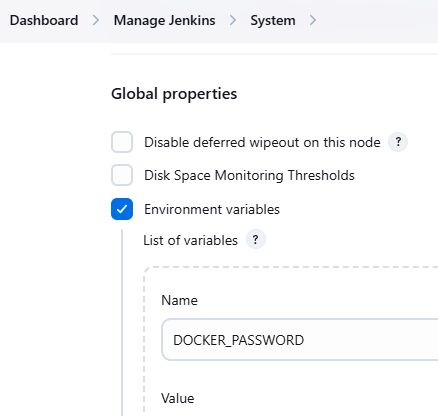 Dashboard > Manage Jenkins > System >
Global properties
Disable deferred wipeout on this node ?
Disk Space Monitoring Thresholds
Environment variables
List of variables ?
Name
DOCKER_PASSWORD
Value